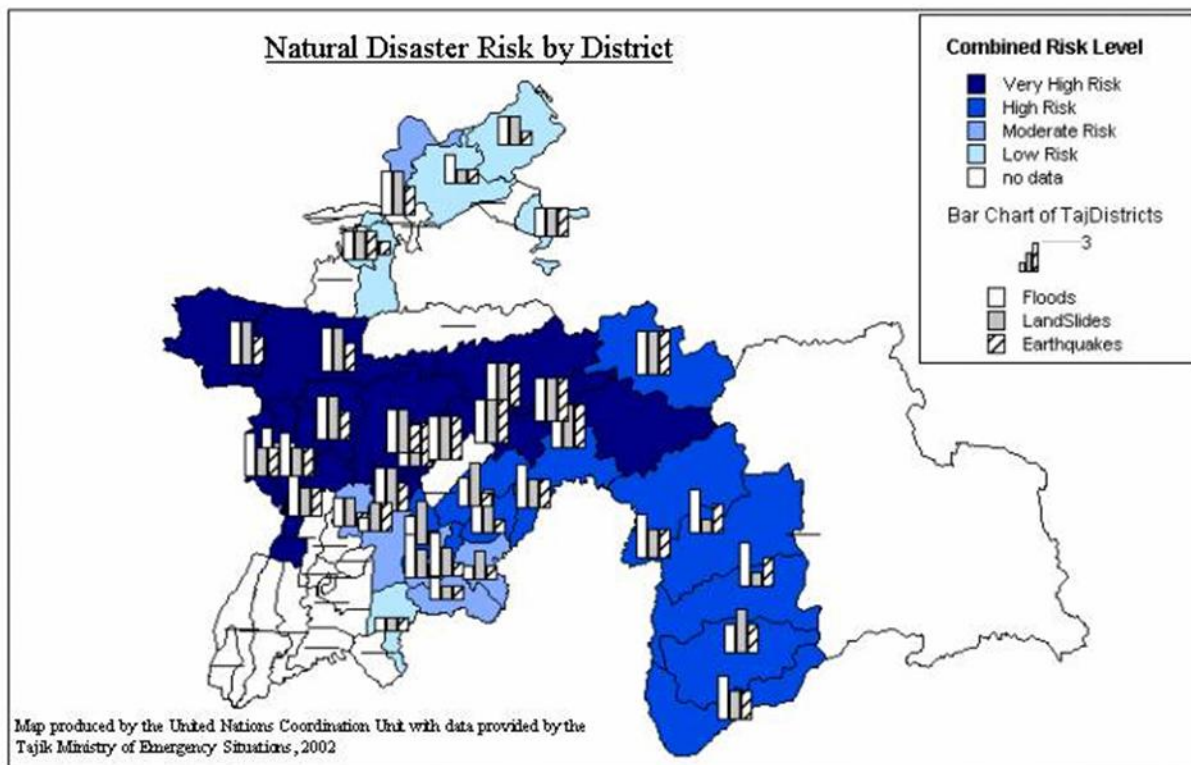 Natural Disaster Risk by District
Combined Risk Level
Very High Risk
High Risk
Moderate Risk
Low Risk
no data
Bar Chart of TajDistricts
3
Floods
LandSlides
Earthquakes
Map produced by the United Nations Coordination Unit with data provided by the
Tajik Ministry of Emergency Situations, 2002